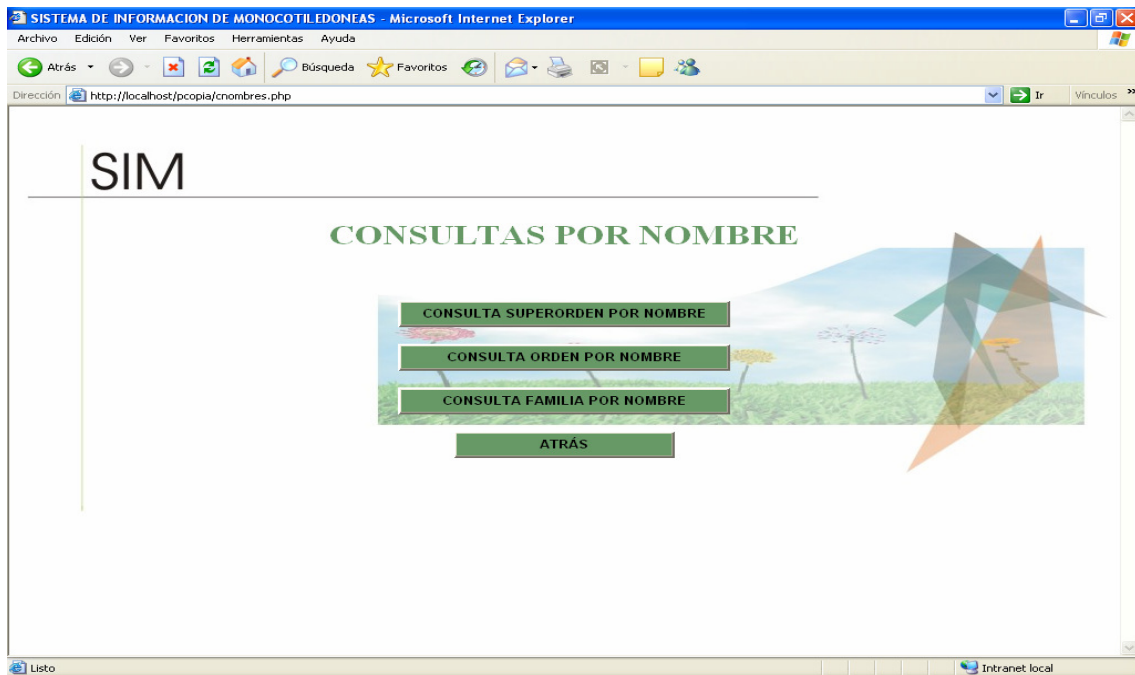 SISTEMA DE INFORMACION DE MONOCOTILEDONEAS - Microsoft Internet Explorer
Archivo Edición Ver Favoritos Herramientas Ayuda
Atrás Búsqueda Favoritos
Dirección http://localhost/pcopia/cnombres.php Ir Vínculos »
SIM
CONSULTAS POR NOMBRE
CONSULTA SUPERORDEN POR NOMBRE
CONSULTA ORDEN POR NOMBRE
CONSULTA FAMILIA POR NOMBRE
ATRÁS
Listo Intranet local